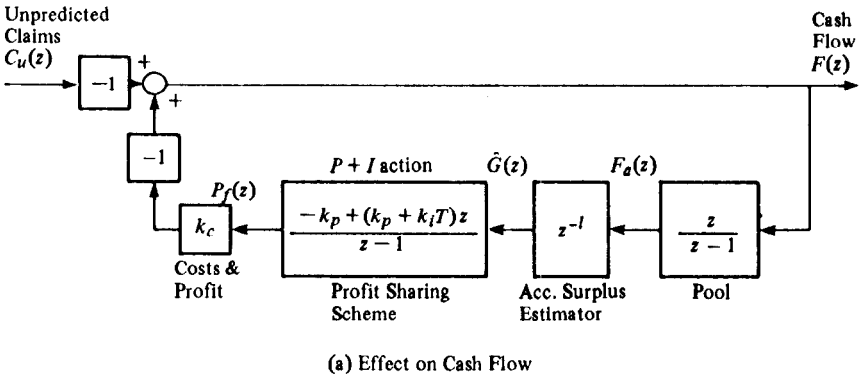 Unpredicted
Claims
C_u(z)
Cash
Flow
F(z)
−1
+
+
−1
P + I action
Ĝ(z)
F_a(z)
P_f(z)
k_c
−k_p + (k_p + k_i T) z
z − 1
z^{-l}
z
z − 1
Costs &
Profit
Profit Sharing
Scheme
Acc. Surplus
Estimator
Pool
(a) Effect on Cash Flow